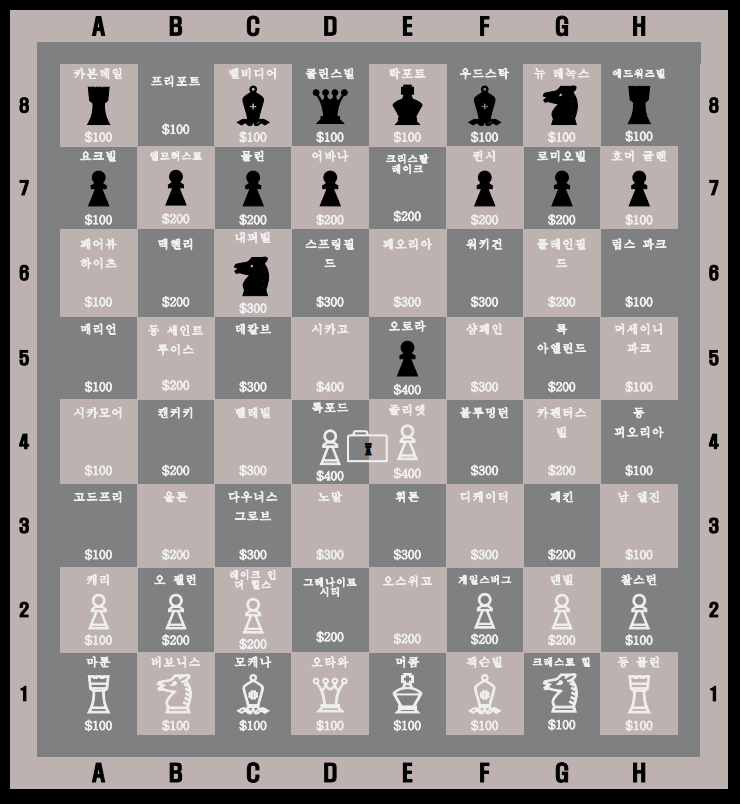 A B C D E F G H
8 8
카본데일 프리포트 벨비디어 콜린스빌 락포트 우드스탁 뉴 레녹스 에드워즈빌
$100 $100 $100 $100 $100 $100 $100 $100
7 7
요크빌 엘므허스트 몰린 어바나 크리스탈 퀸시 로미오빌 호머 글렌
레이크
$100 $200 $200 $200 $200 $200 $200 $100
6 6
페어뷰 맥헨리 내퍼빌 스프링필 페오리아 워키건 플레인필 럽스 파크
하이츠 드 드
$100 $200 $300 $300 $300 $300 $200 $100
5 5
매리언 동 세인트 데칼브 시카고 오로라 샴페인 록 머세이니
루이스 아일린드 파크
$100 $200 $300 $400 $400 $300 $200 $100
4 4
시카모어 캔커키 벨레빌 록포드 졸리엣 블루밍턴 카펜터스 동
빌 피오리아
$100 $200 $300 $400 $400 $300 $200 $100
3 3
고드프리 올튼 다우너스 노말 휘튼 디케이터 페킨 남 엘진
그로브
$100 $200 $300 $300 $300 $300 $200 $100
2 2
캐리 오 팰런 레이크 인 그래나이트 오스위고 게일스버그 댄빌 찰스턴
더 힐스 시티
$100 $200 $200 $200 $200 $200 $200 $100
1 1
마툰 버브니스 모케나 오타와 머콤 잭슨빌 크레스트 힐 동 몰린
$100 $100 $100 $100 $100 $100 $100 $100
A B C D E F G H